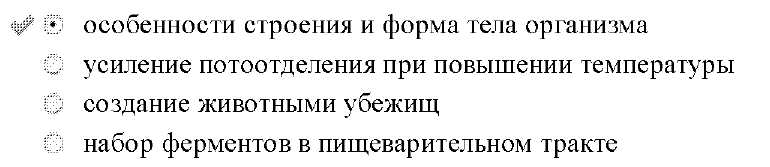 особенности строения и форма тела организма
усиление потоотделения при повышении температуры
создание животными убежищ
набор ферментов в пищеварительном тракте